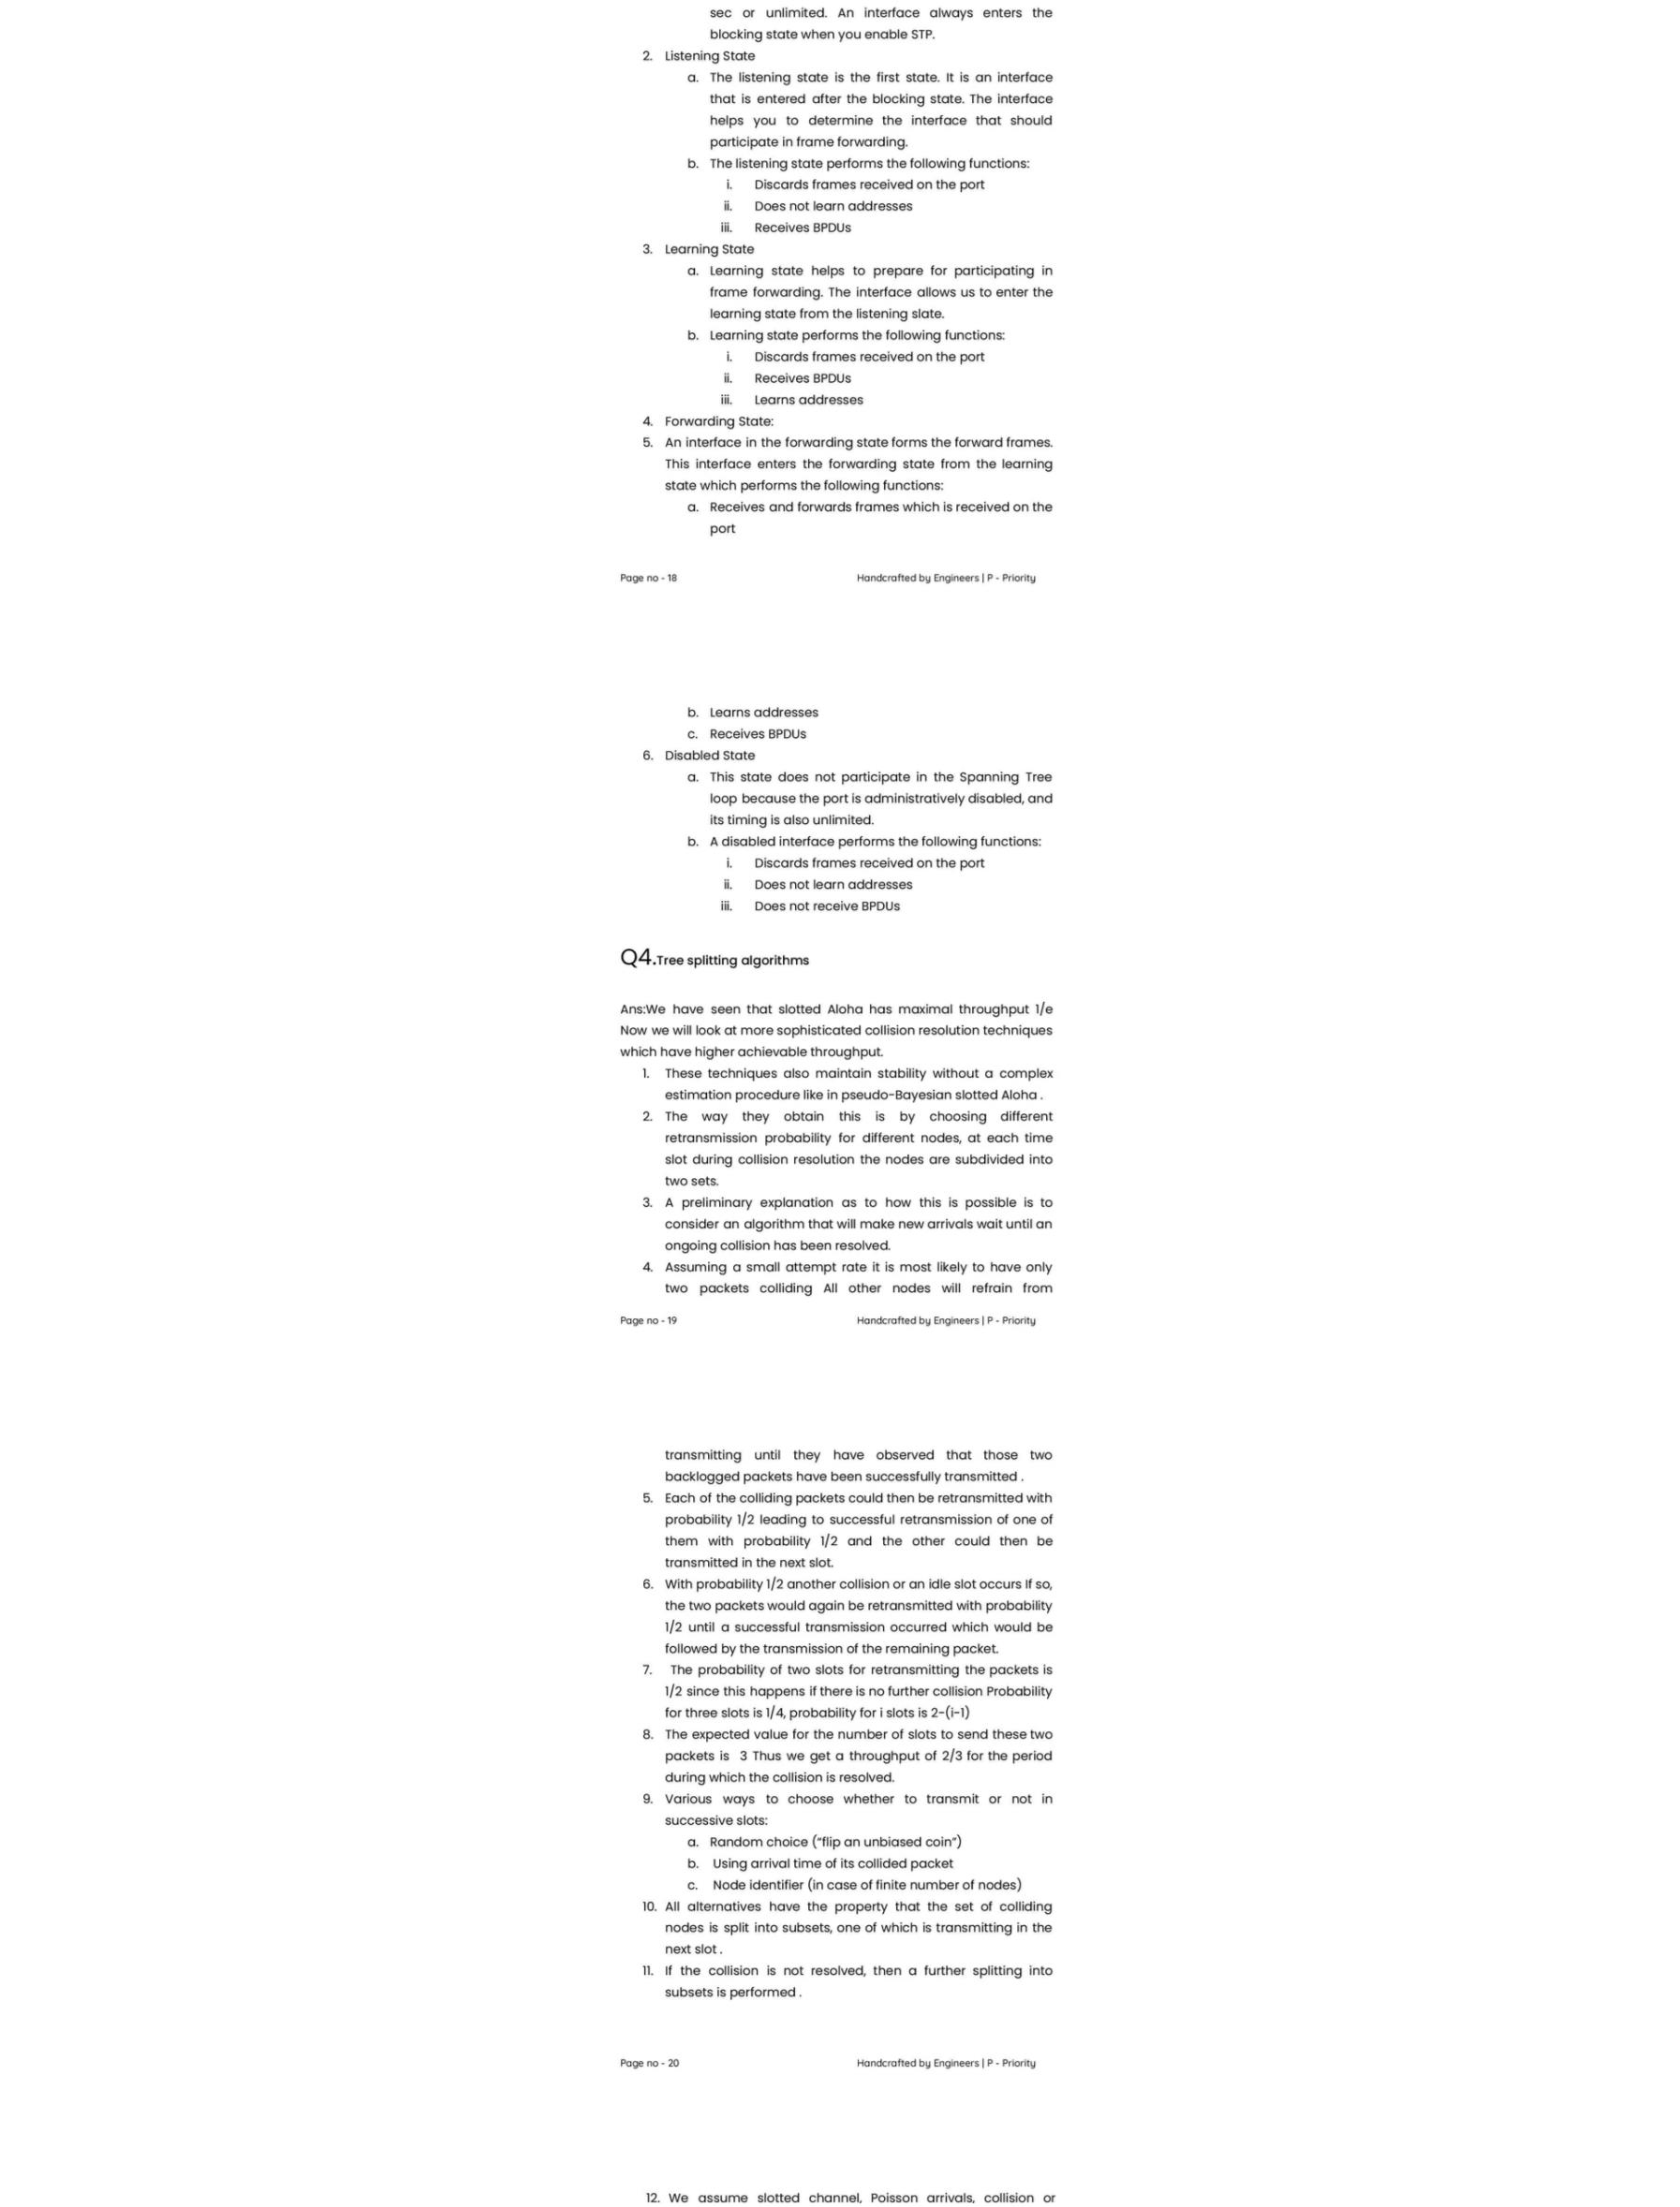 sec or unlimited. An interface always enters the
blocking state when you enable STP.
2. Listening State
a. The listening state is the first state. It is an interface
that is entered after the blocking state. The interface
helps you to determine the interface that should
participate in frame forwarding.
b. The listening state performs the following functions:
i. Discards frames received on the port
ii. Does not learn addresses
iii. Receives BPDUs
3. Learning State
a. Learning state helps to prepare for participating in
frame forwarding. The interface allows us to enter the
learning state from the listening slate.
b. Learning state performs the following functions:
i. Discards frames received on the port
ii. Receives BPDUs
iii. Learns addresses
4. Forwarding State:
5. An interface in the forwarding state forms the forward frames.
This interface enters the forwarding state from the learning
state which performs the following functions:
a. Receives and forwards frames which is received on the
port
Page no - 18 Handcrafted by Engineers | P - Priority
b. Learns addresses
c. Receives BPDUs
6. Disabled State
a. This state does not participate in the Spanning Tree
loop because the port is administratively disabled, and
its timing is also unlimited.
b. A disabled interface performs the following functions:
i. Discards frames received on the port
ii. Does not learn addresses
iii. Does not receive BPDUs
Q4.Tree splitting algorithms
Ans:We have seen that slotted Aloha has maximal throughput 1/e
Now we will look at more sophisticated collision resolution techniques
which have higher achievable throughput.
1. These techniques also maintain stability without a complex
estimation procedure like in pseudo-Bayesian slotted Aloha .
2. The way they obtain this is by choosing different
retransmission probability for different nodes, at each time
slot during collision resolution the nodes are subdivided into
two sets.
3. A preliminary explanation as to how this is possible is to
consider an algorithm that will make new arrivals wait until an
ongoing collision has been resolved.
4. Assuming a small attempt rate it is most likely to have only
two packets colliding All other nodes will refrain from
Page no - 19 Handcrafted by Engineers | P - Priority
transmitting until they have observed that those two
backlogged packets have been successfully transmitted .
5. Each of the colliding packets could then be retransmitted with
probability 1/2 leading to successful retransmission of one of
them with probability 1/2 and the other could then be
transmitted in the next slot.
6. With probability 1/2 another collision or an idle slot occurs If so,
the two packets would again be retransmitted with probability
1/2 until a successful transmission occurred which would be
followed by the transmission of the remaining packet.
7. The probability of two slots for retransmitting the packets is
1/2 since this happens if there is no further collision Probability
for three slots is 1/4, probability for i slots is 2-(i-1)
8. The expected value for the number of slots to send these two
packets is 3 Thus we get a throughput of 2/3 for the period
during which the collision is resolved.
9. Various ways to choose whether to transmit or not in
successive slots:
a. Random choice (“flip an unbiased coin”)
b. Using arrival time of its collided packet
c. Node identifier (in case of finite number of nodes)
10. All alternatives have the property that the set of colliding
nodes is split into subsets, one of which is transmitting in the
next slot .
11. If the collision is not resolved, then a further splitting into
subsets is performed .
Page no - 20 Handcrafted by Engineers | P - Priority
12. We assume slotted channel, Poisson arrivals, collision or